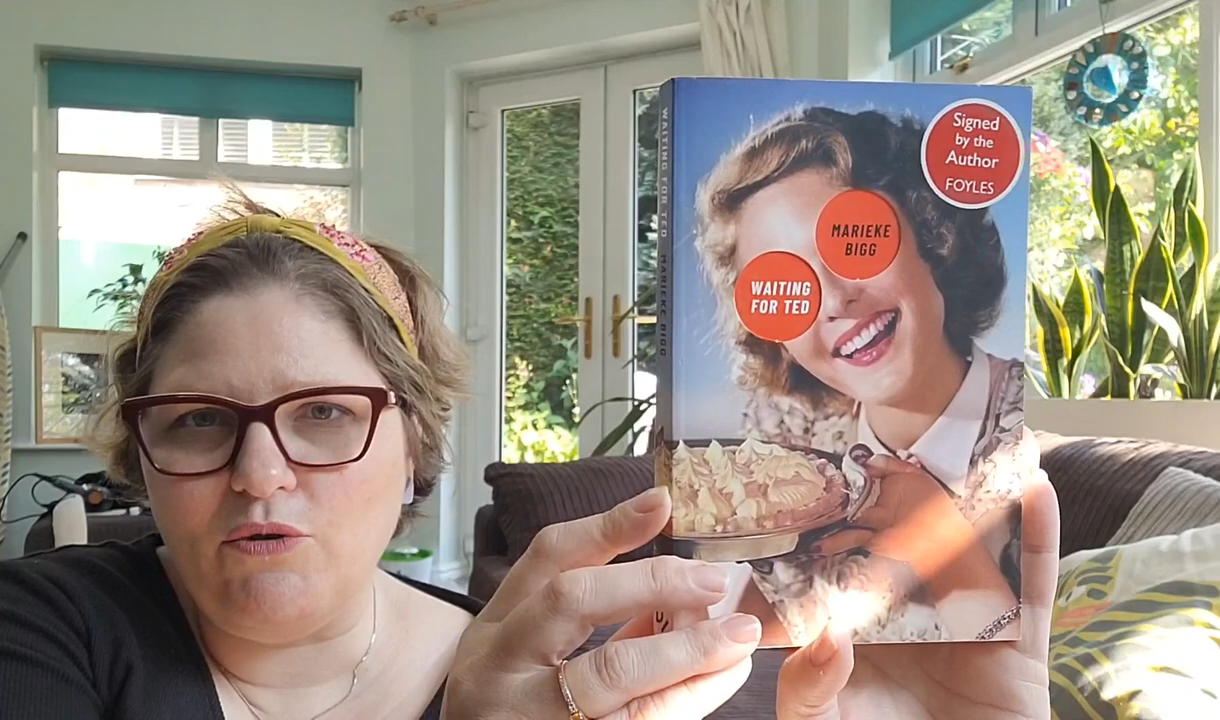 WAITING FOR TED MARIEKE BIGG
Signed
by the
Author
FOYLES
MARIEKE
BIGG
WAITING
FOR TED